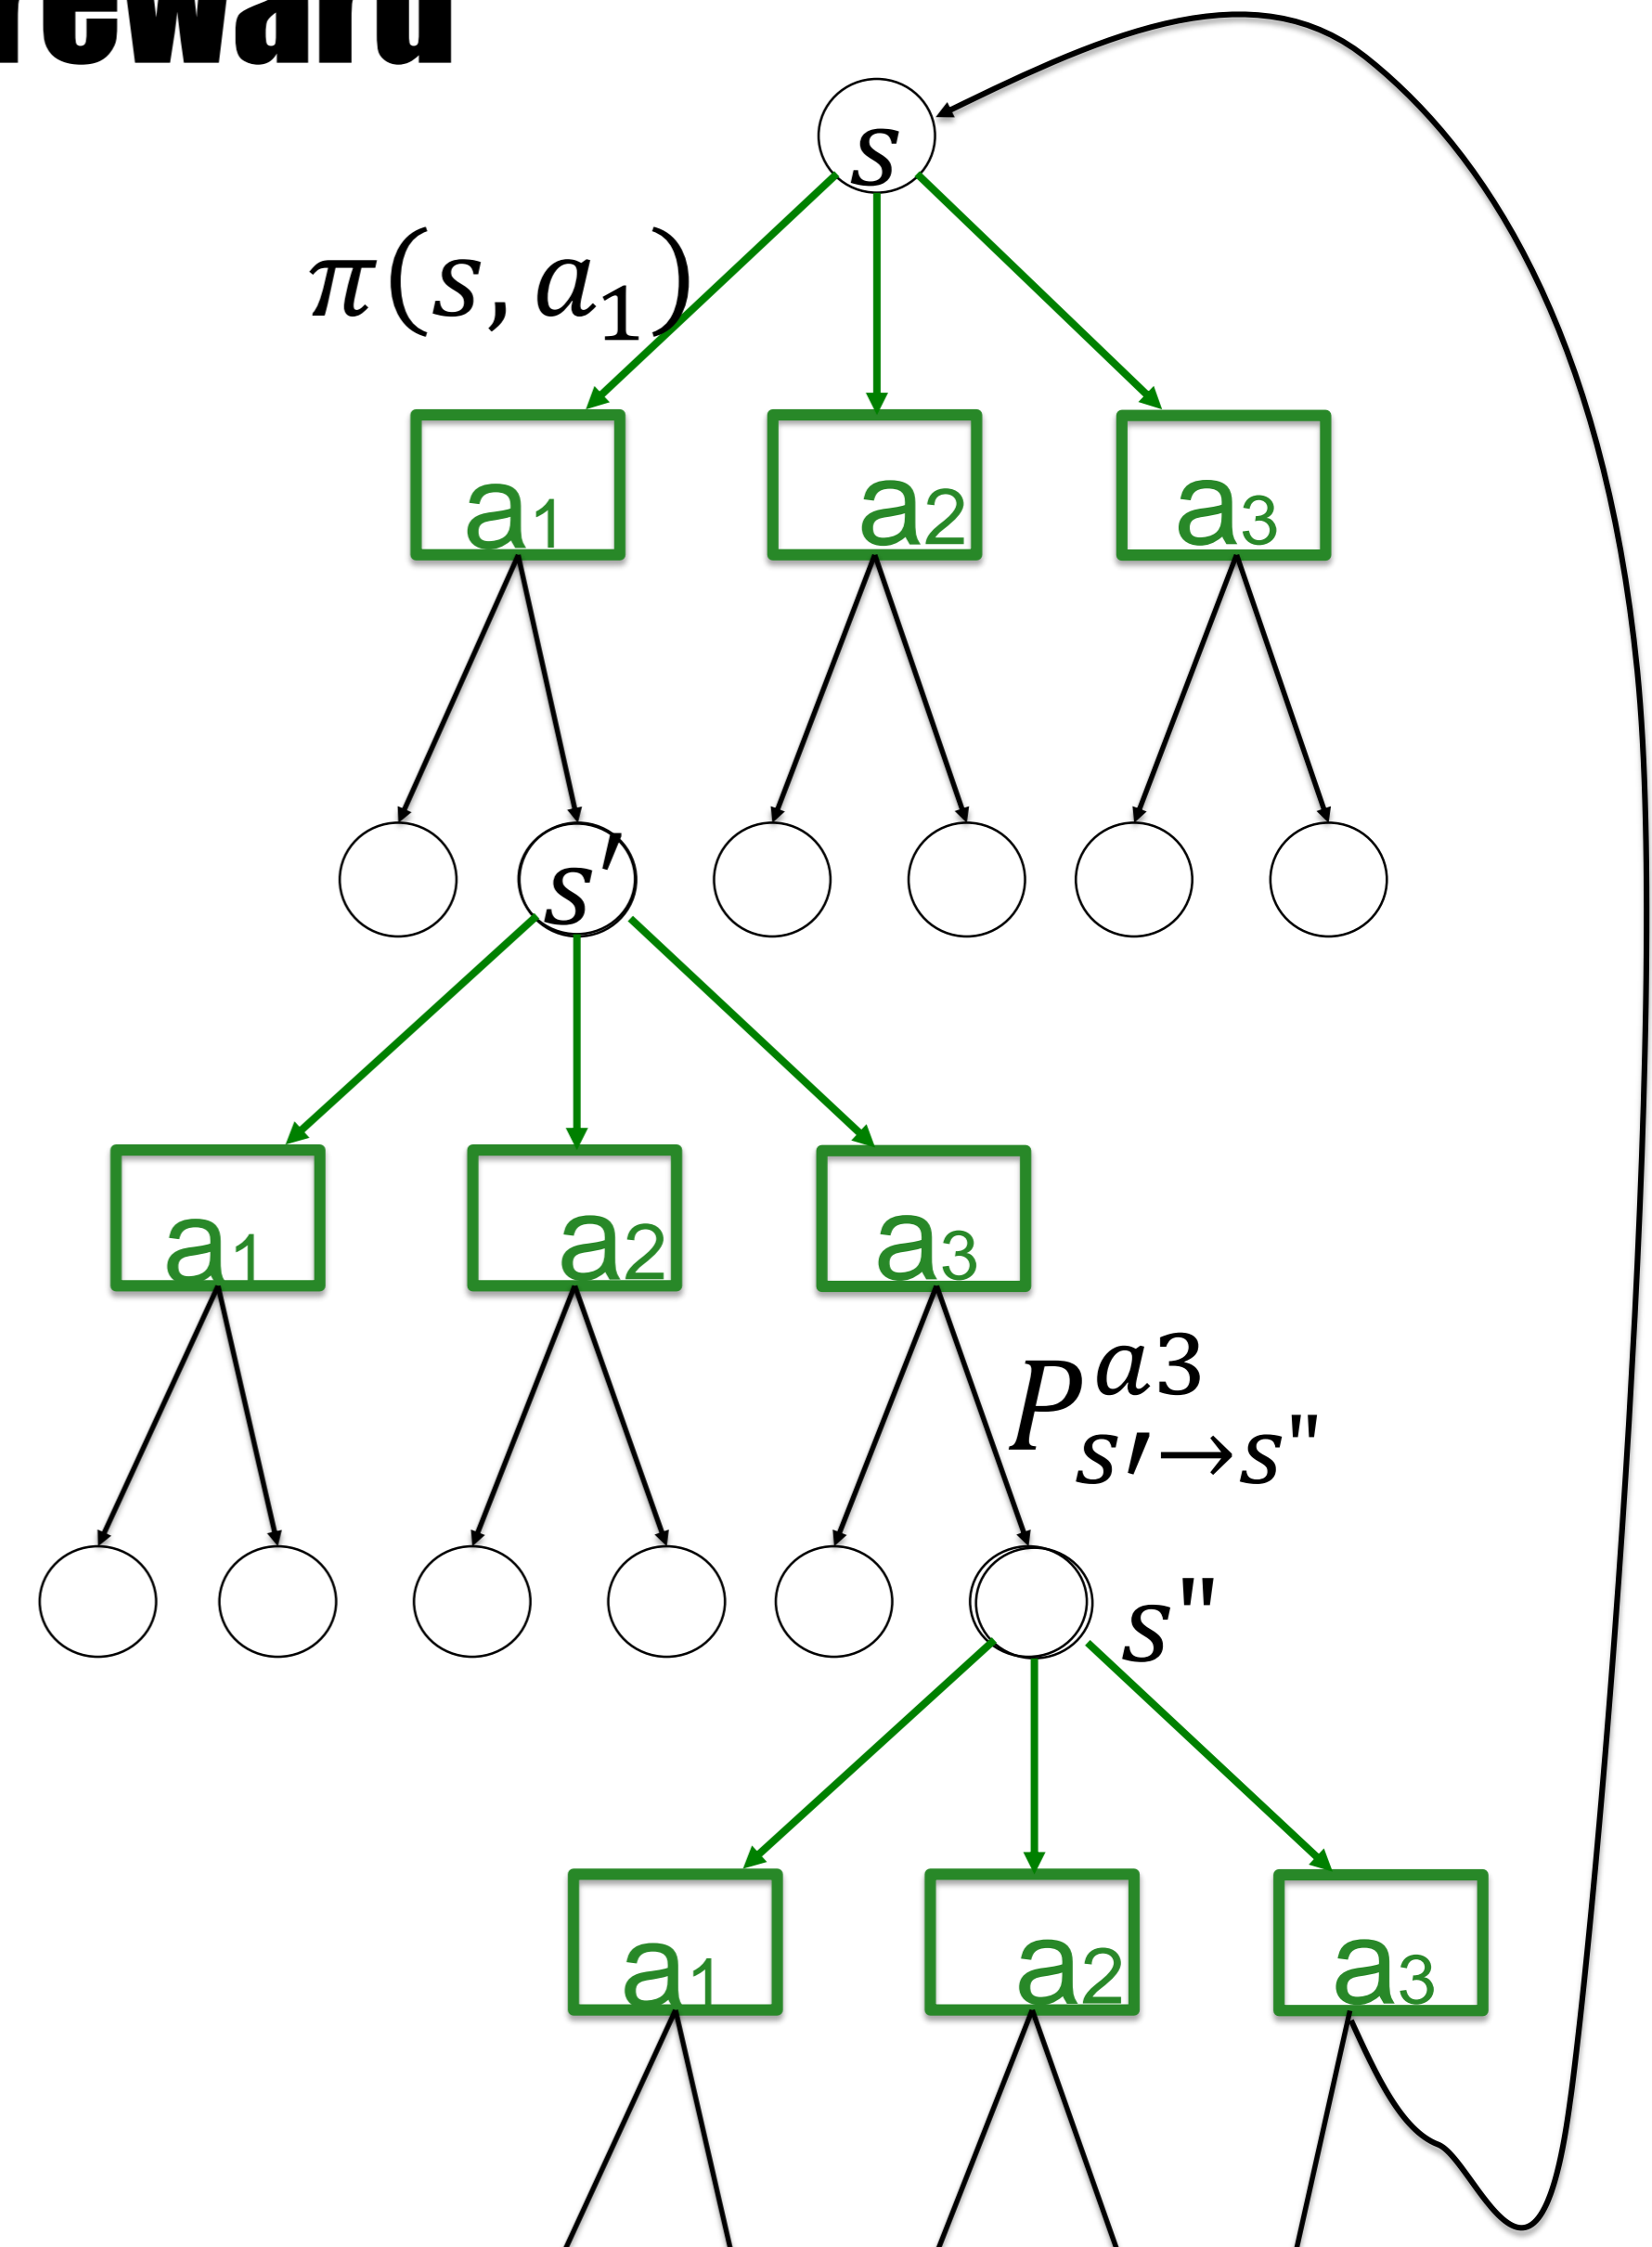 reward
s
π(s, a₁)
a1 a2 a3
s′
a1 a2 a3
P^{a3}_{s′→s"}
s"
a1 a2 a3